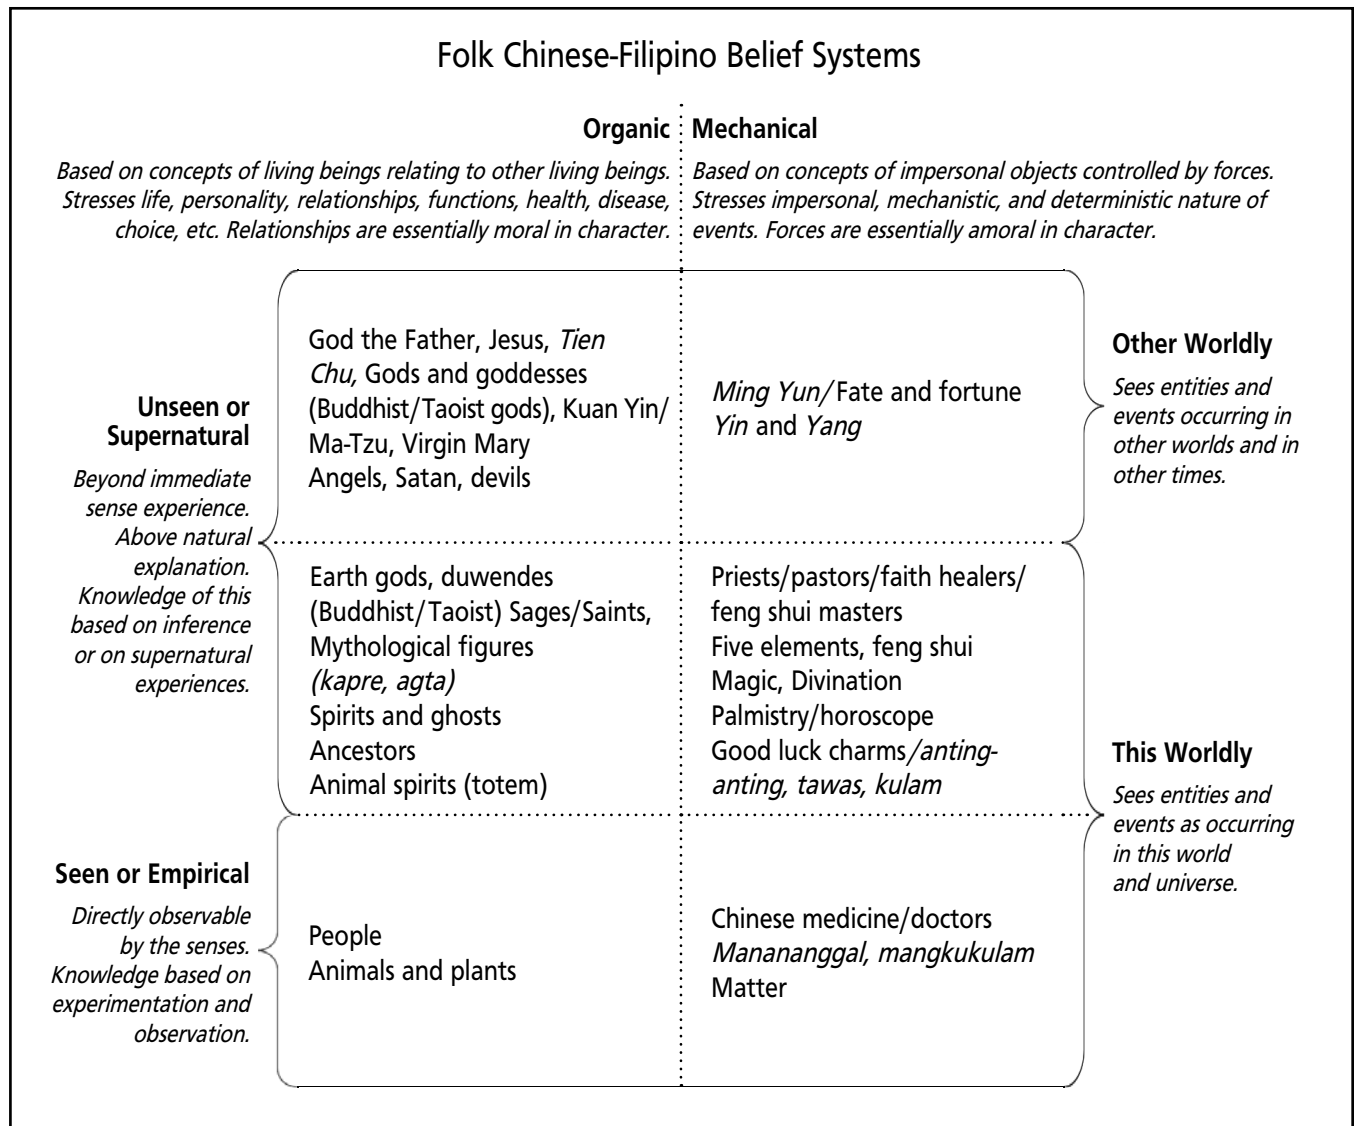 Folk Chinese-Filipino Belief Systems
Organic
Based on concepts of living beings relating to other living beings.
Stresses life, personality, relationships, functions, health, disease,
choice, etc. Relationships are essentially moral in character.
Mechanical
Based on concepts of impersonal objects controlled by forces.
Stresses impersonal, mechanistic, and deterministic nature of
events. Forces are essentially amoral in character.
Unseen or
Supernatural
Beyond immediate
sense experience.
Above natural
explanation.
Knowledge of this
based on inference
or on supernatural
experiences.
God the Father, Jesus, Tien
Chu, Gods and goddesses
(Buddhist/Taoist gods), Kuan Yin/
Ma-Tzu, Virgin Mary
Angels, Satan, devils
Ming Yun/Fate and fortune
Yin and Yang
Other Worldly
Sees entities and
events occurring in
other worlds and in
other times.
Earth gods, duwendes
(Buddhist/Taoist) Sages/Saints,
Mythological figures
(kapre, agta)
Spirits and ghosts
Ancestors
Animal spirits (totem)
Priests/pastors/faith healers/
feng shui masters
Five elements, feng shui
Magic, Divination
Palmistry/horoscope
Good luck charms/anting-
anting, tawas, kulam
This Worldly
Sees entities and
events as occurring
in this world
and universe.
Seen or Empirical
Directly observable
by the senses.
Knowledge based on
experimentation and
observation.
People
Animals and plants
Chinese medicine/doctors
Manananggal, mangkukulam
Matter